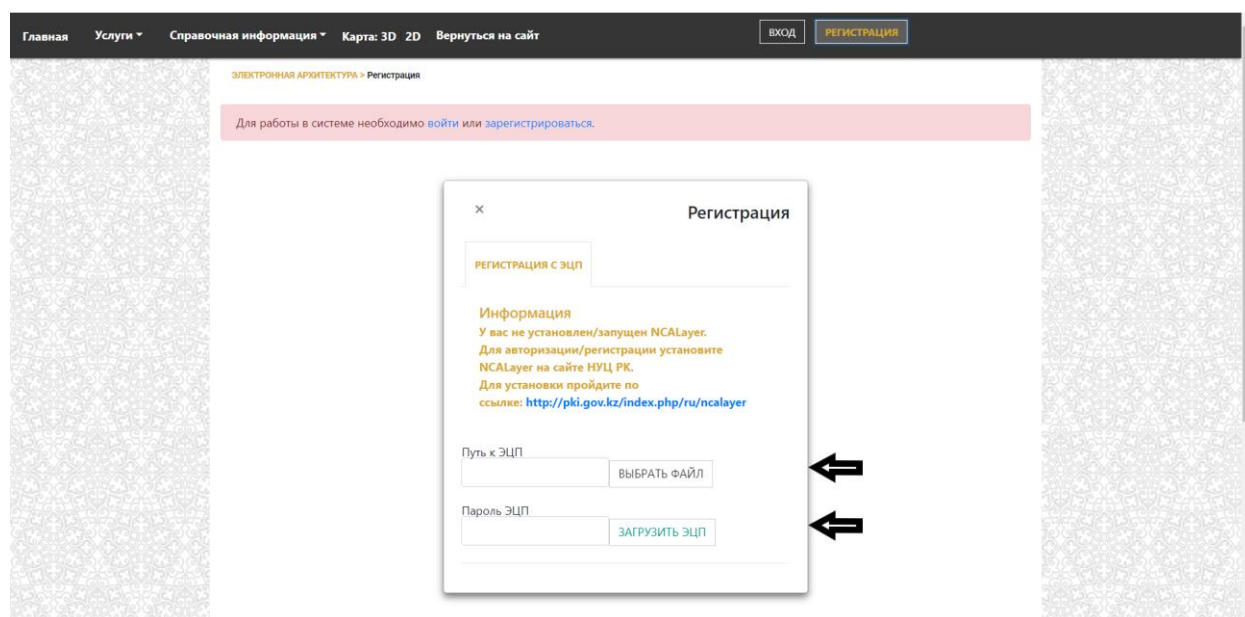 Главная Услуги Справочная информация Карта: 3D 2D Вернуться на сайт ВХОД РЕГИСТРАЦИЯ
ЭЛЕКТРОННАЯ АРХИТЕКТУРА > Регистрация
Для работы в системе необходимо войти или зарегистрироваться.
× Регистрация
РЕГИСТРАЦИЯ С ЭЦП
Информация
У вас не установлен/запущен NCALayer.
Для авторизации/регистрации установите
NCALayer на сайте НУЦ РК.
Для установки пройдите по
ссылке: http://pki.gov.kz/index.php/ru/ncalayer
Путь к ЭЦП
ВЫБРАТЬ ФАЙЛ
Пароль ЭЦП
ЗАГРУЗИТЬ ЭЦП